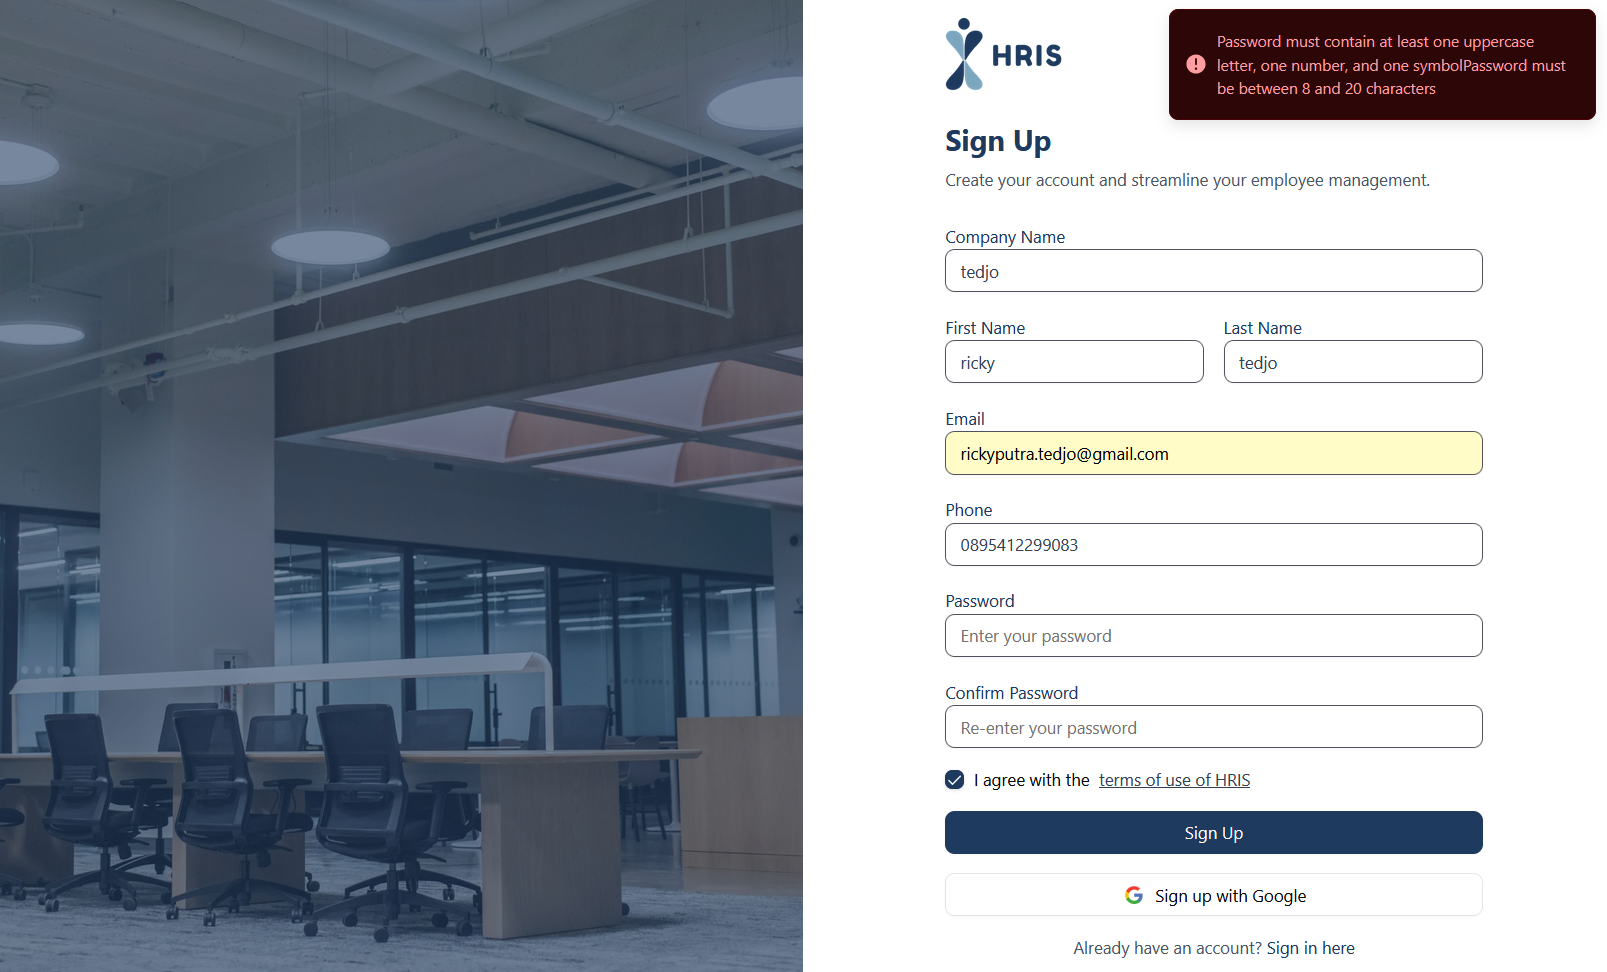 HRIS
Password must contain at least one uppercase
letter, one number, and one symbolPassword must
be between 8 and 20 characters
Sign Up
Create your account and streamline your employee management.
Company Name
tedjo
First Name
Last Name
ricky
tedjo
Email
rickyputra.tedjo@gmail.com
Phone
0895412299083
Password
Enter your password
Confirm Password
Re-enter your password
I agree with the terms of use of HRIS
Sign Up
Sign up with Google
Already have an account? Sign in here